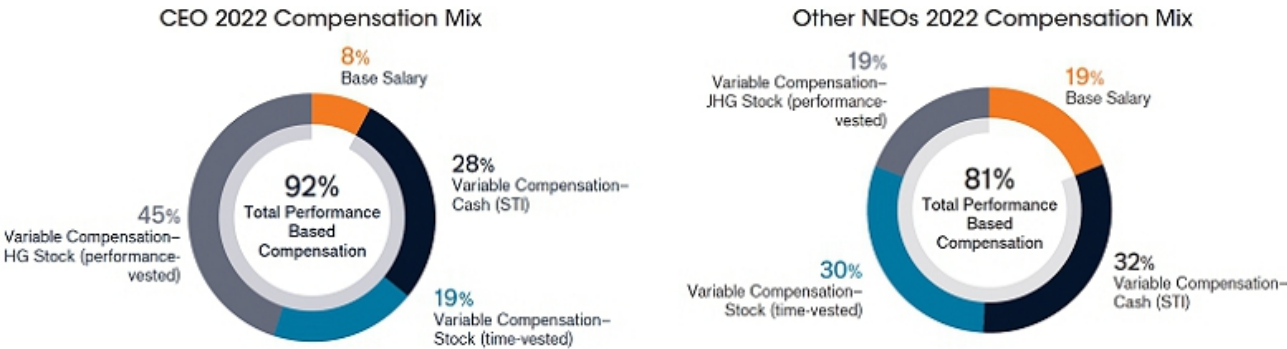 CEO 2022 Compensation Mix
8%
Base Salary
28%
Variable Compensation–
Cash (STI)
19%
Variable Compensation–
Stock (time-vested)
45%
Variable Compensation–
HG Stock (performance-
vested)
92%
Total Performance
Based
Compensation
Other NEOs 2022 Compensation Mix
19%
Base Salary
32%
Variable Compensation–
Cash (STI)
30%
Variable Compensation–
Stock (time-vested)
19%
Variable Compensation–
JHG Stock (performance-
vested)
81%
Total Performance
Based
Compensation